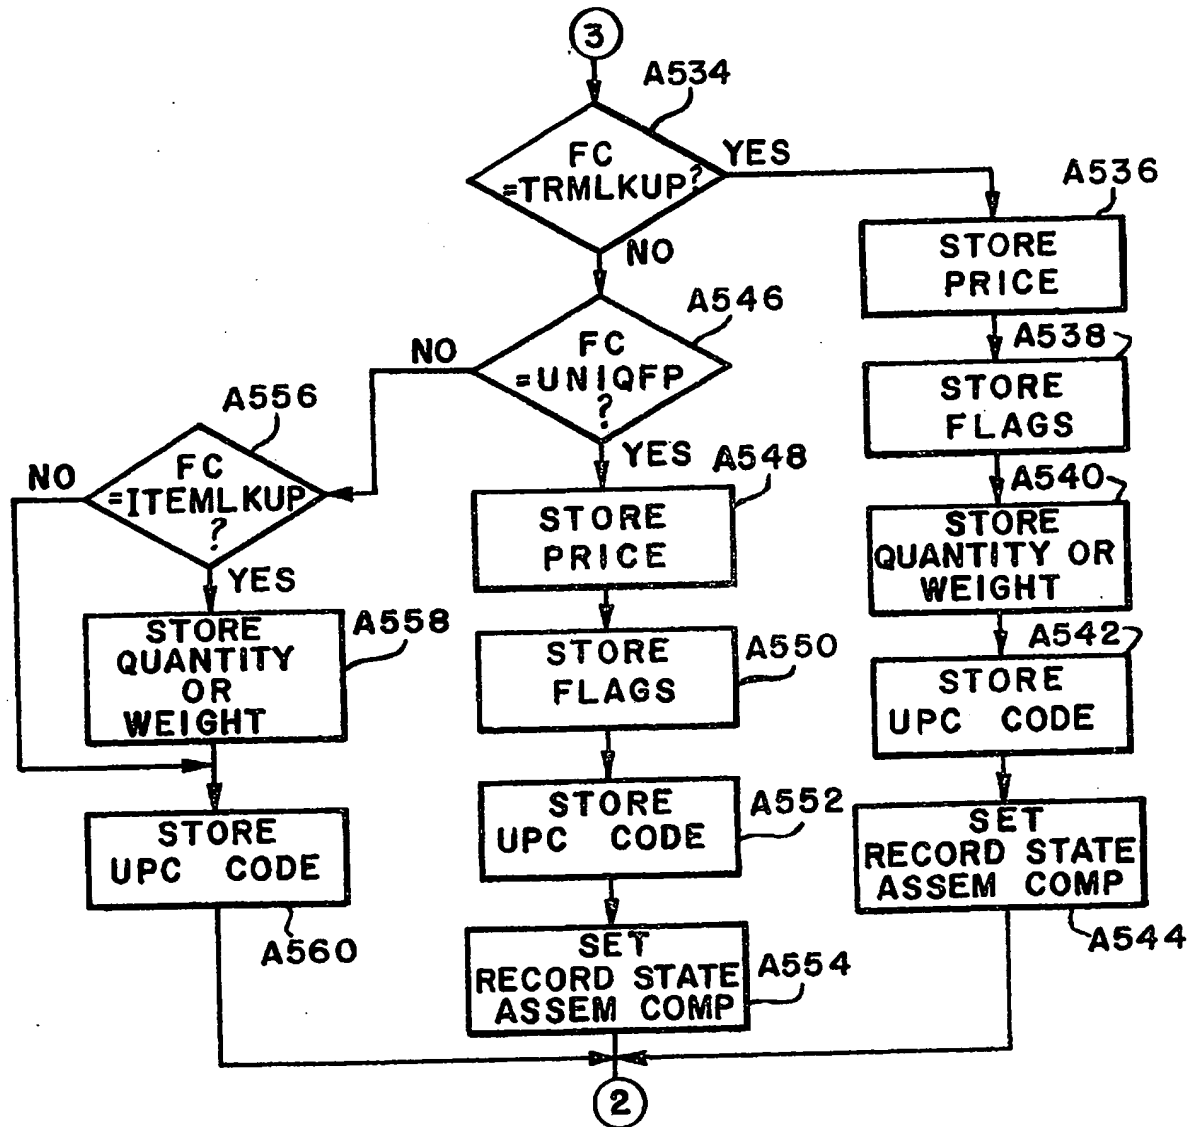 3
A534
FC
=TRMLKUP?
YES
NO
A536
STORE
PRICE
A538
STORE
FLAGS
A540
STORE
QUANTITY OR
WEIGHT
A542
STORE
UPC CODE
SET
RECORD STATE
ASSEM COMP
A544
A546
FC
=UNIQFP
?
NO
YES
A548
STORE
PRICE
A550
STORE
FLAGS
A552
STORE
UPC CODE
SET
RECORD STATE
ASSEM COMP
A554
A556
FC
=ITEMLKUP
?
NO
YES
A558
STORE
QUANTITY
OR
WEIGHT
STORE
UPC CODE
A560
2